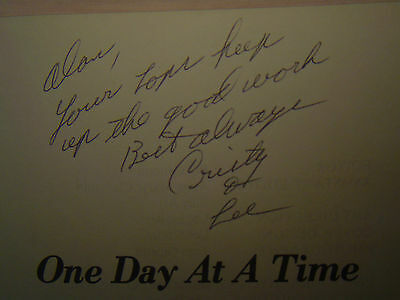 Alan,
Your tops keep
up the good work
Best always
Cristy
&
Lee
One Day At A Time